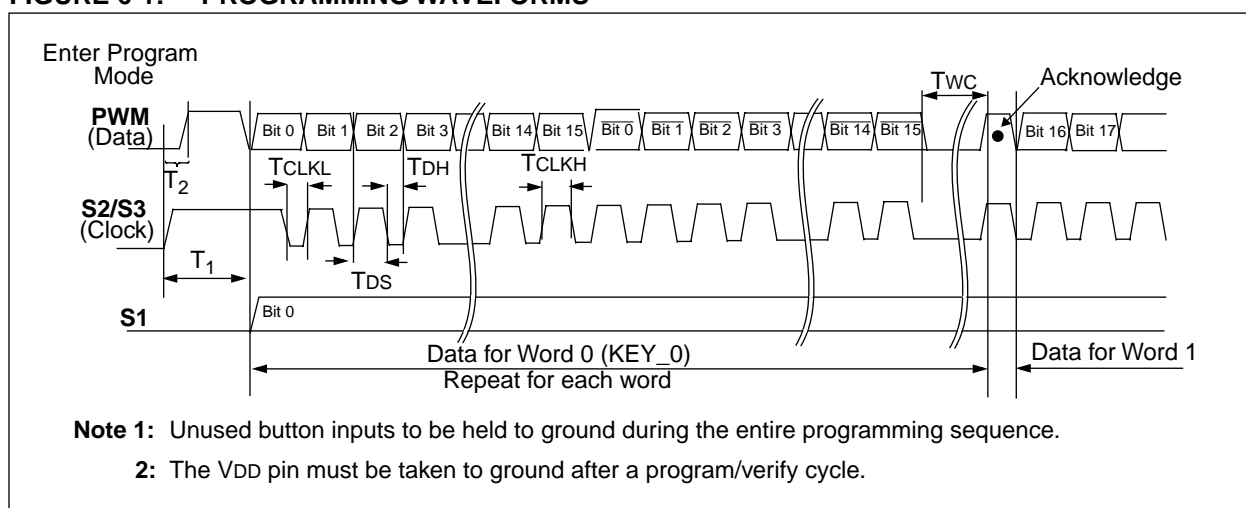 FIGURE 6-1: PROGRAMMING WAVEFORMS
Enter Program
Mode
TWC
Acknowledge
PWM
(Data)
Bit 0 Bit 1 Bit 2 Bit 3 Bit 14 Bit 15 Bit 0 Bit 1 Bit 2 Bit 3 Bit 14 Bit 15 Bit 16 Bit 17
T2
TCLKL TDH TCLKH
S2/S3
(Clock)
T1
TDS
S1
Bit 0
Data for Word 0 (KEY_0)
Repeat for each word
Data for Word 1
Note 1: Unused button inputs to be held to ground during the entire programming sequence.
2: The VDD pin must be taken to ground after a program/verify cycle.